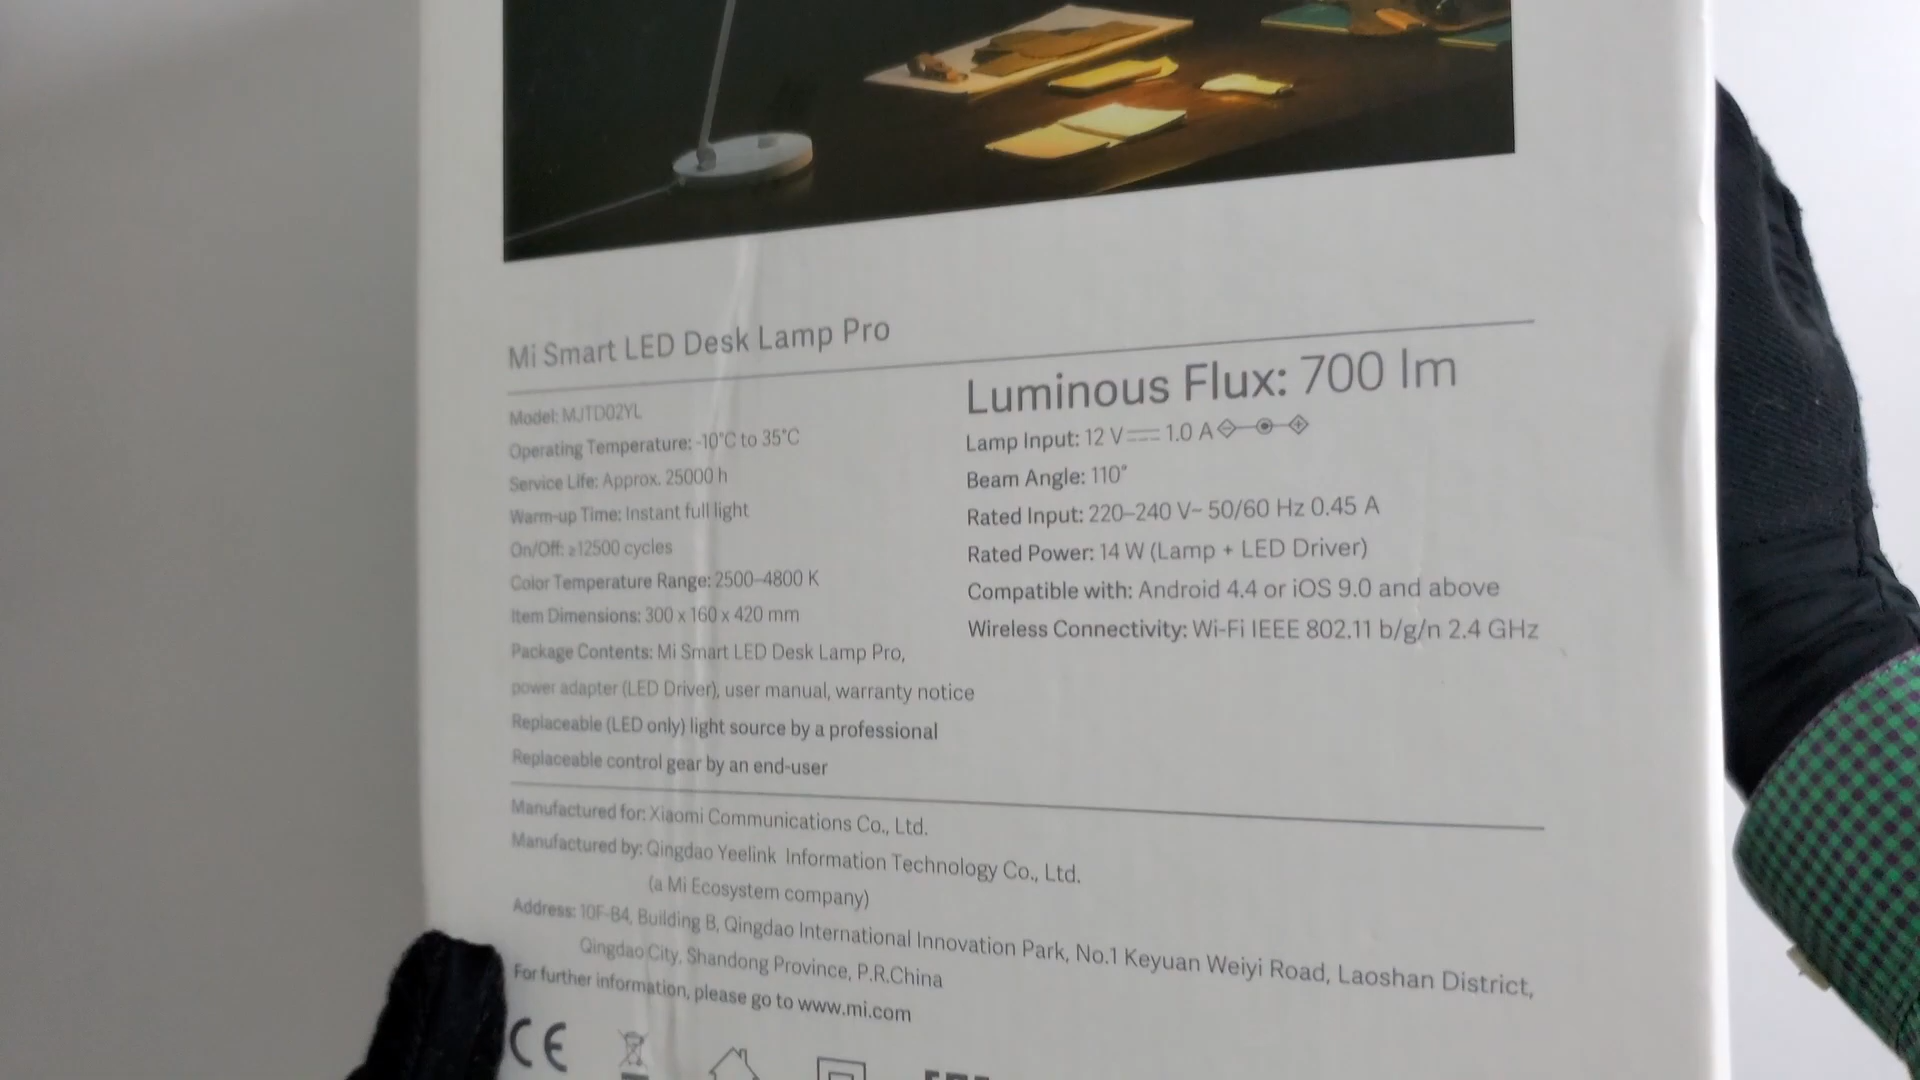 Mi Smart LED Desk Lamp Pro
Model: MJTD02YL
Operating Temperature: -10°C to 35°C
Service Life: Approx. 25000 h
Warm-up Time: Instant full light
On/Off: ≥12500 cycles
Color Temperature Range: 2500–4800 K
Item Dimensions: 300 x 160 x 420 mm
Package Contents: Mi Smart LED Desk Lamp Pro,
power adapter (LED Driver), user manual, warranty notice
Replaceable (LED only) light source by a professional
Replaceable control gear by an end-user
Luminous Flux: 700 lm
Lamp Input: 12 V⎓1.0 A
Beam Angle: 110°
Rated Input: 220–240 V~ 50/60 Hz 0.45 A
Rated Power: 14 W (Lamp + LED Driver)
Compatible with: Android 4.4 or iOS 9.0 and above
Wireless Connectivity: Wi-Fi IEEE 802.11 b/g/n 2.4 GHz
Manufactured for: Xiaomi Communications Co., Ltd.
Manufactured by: Qingdao Yeelink Information Technology Co., Ltd.
(a Mi Ecosystem company)
Address: 10F-B4, Building B, Qingdao International Innovation Park, No.1 Keyuan Weiyi Road, Laoshan District,
Qingdao City, Shandong Province, P.R.China
For further information, please go to www.mi.com
CE